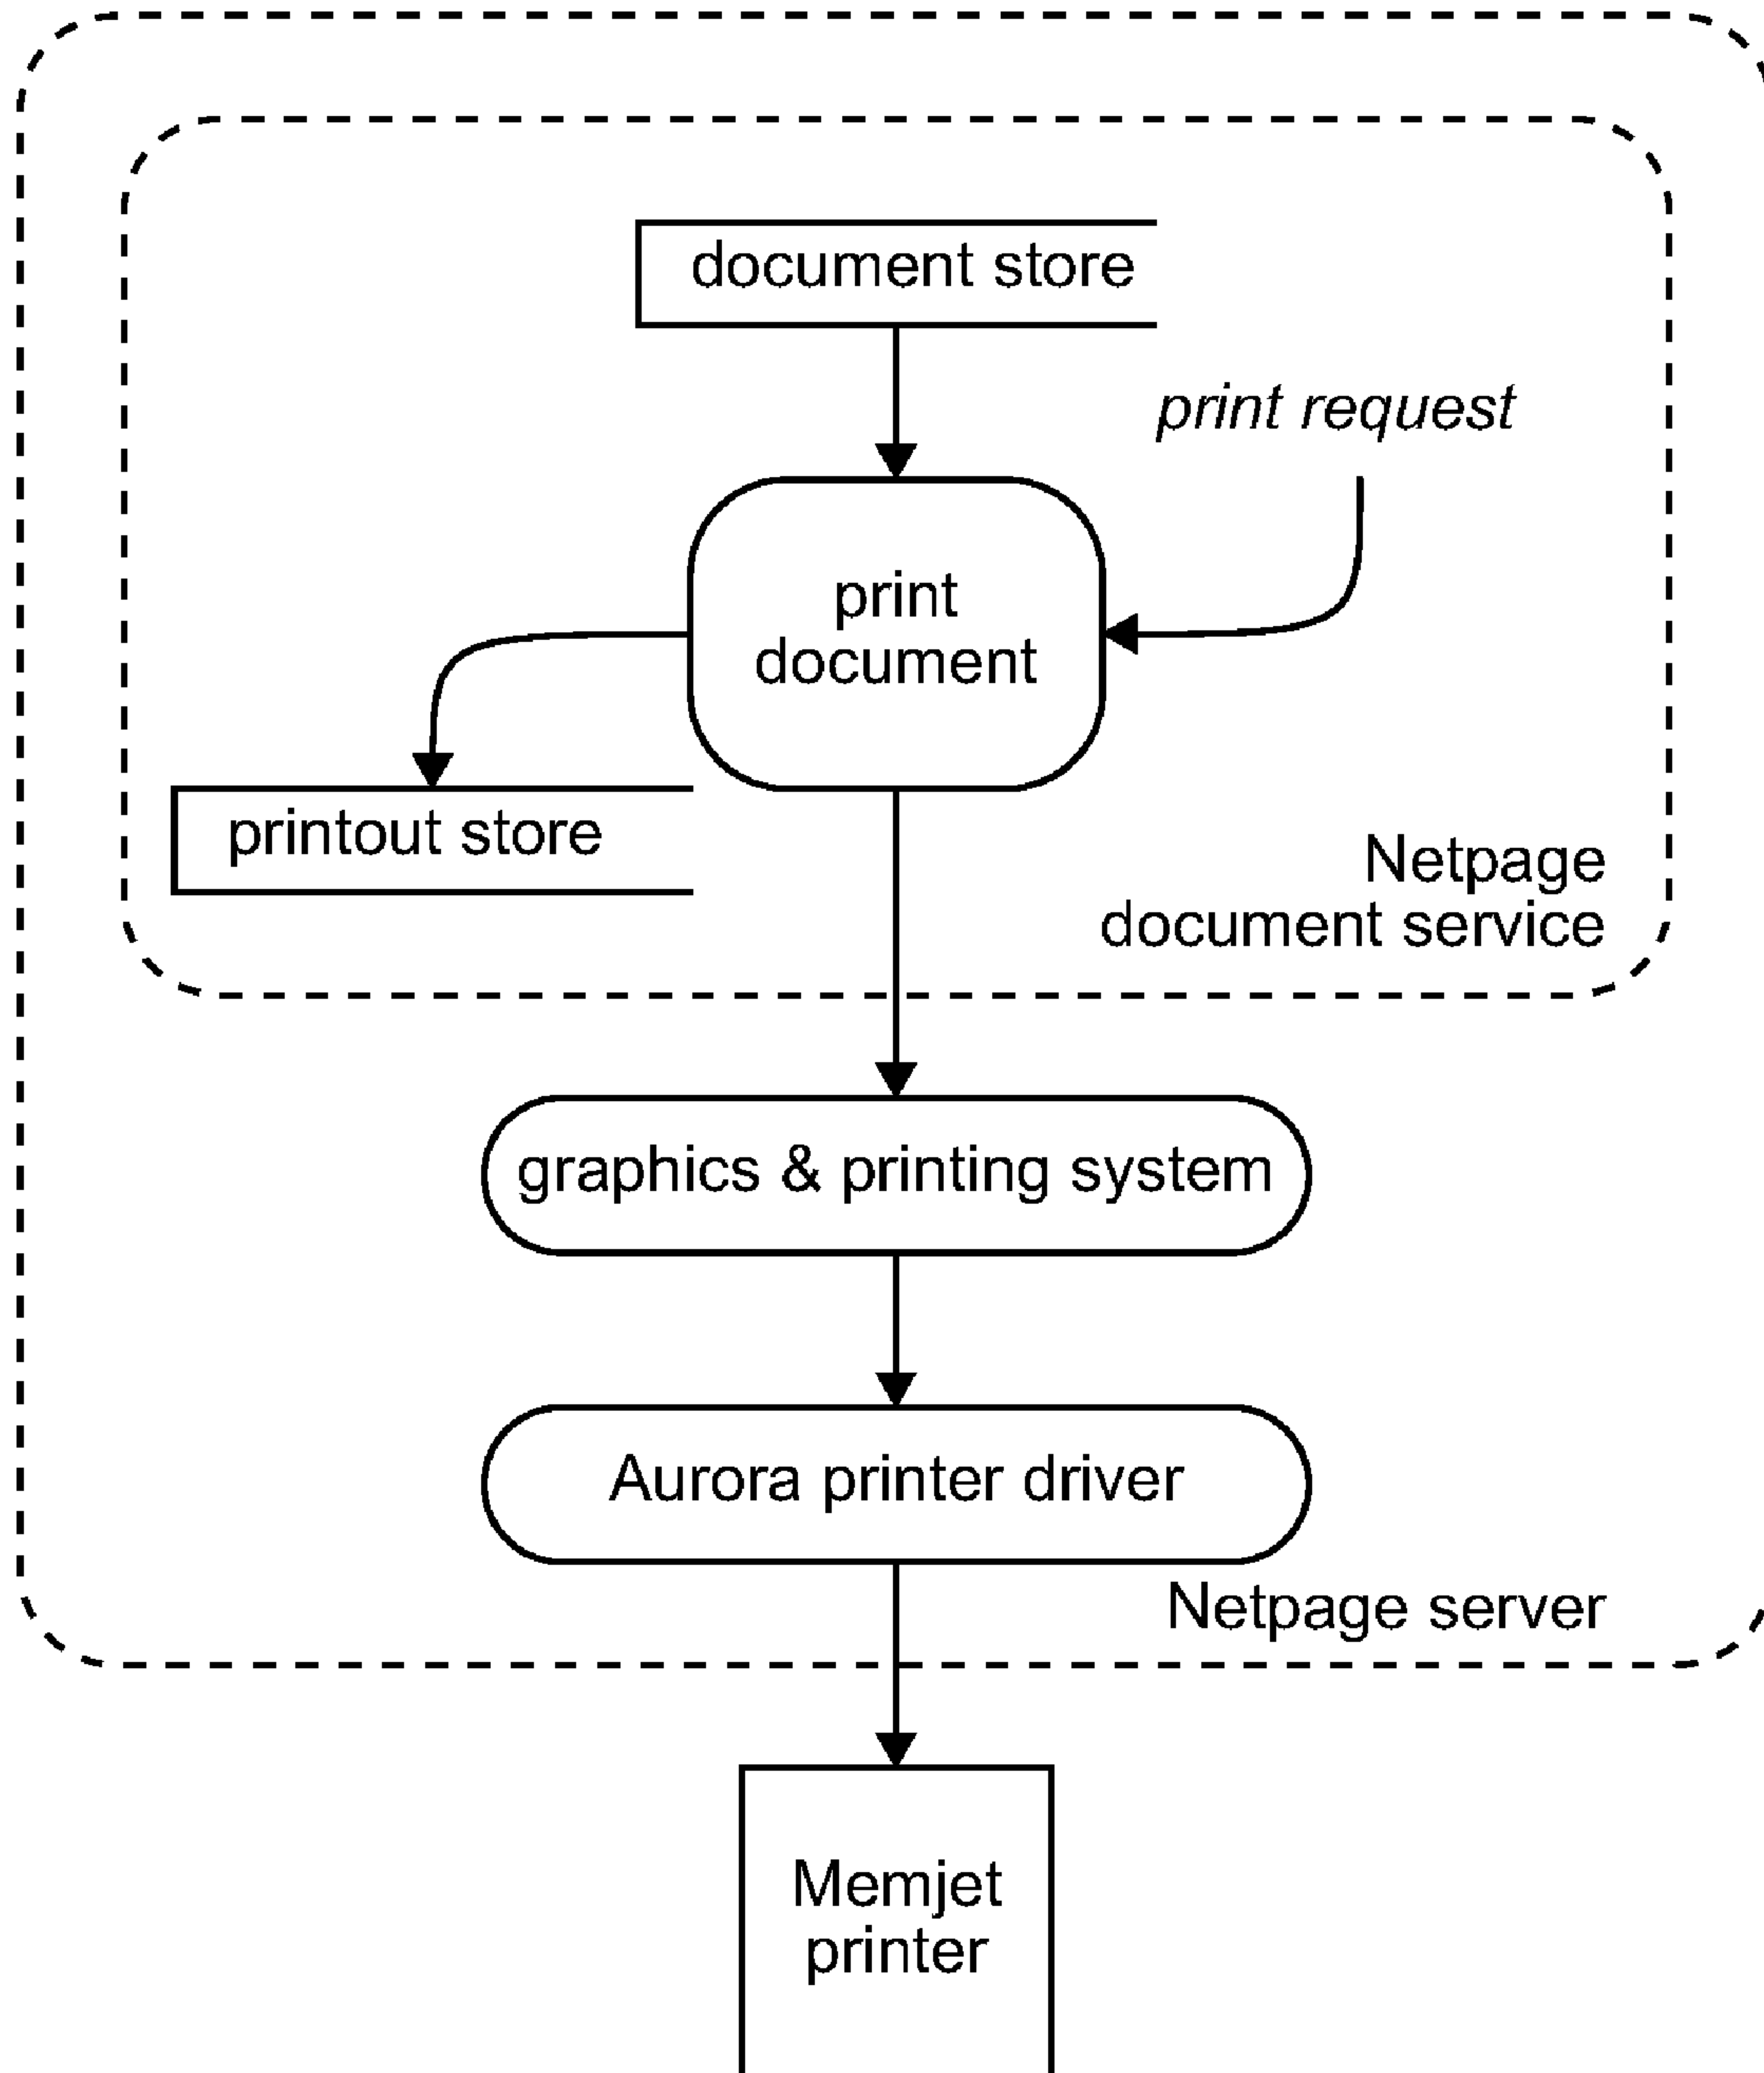 document store
print request
print
document
printout store
Netpage
document service
graphics & printing system
Aurora printer driver
Netpage server
Memjet
printer